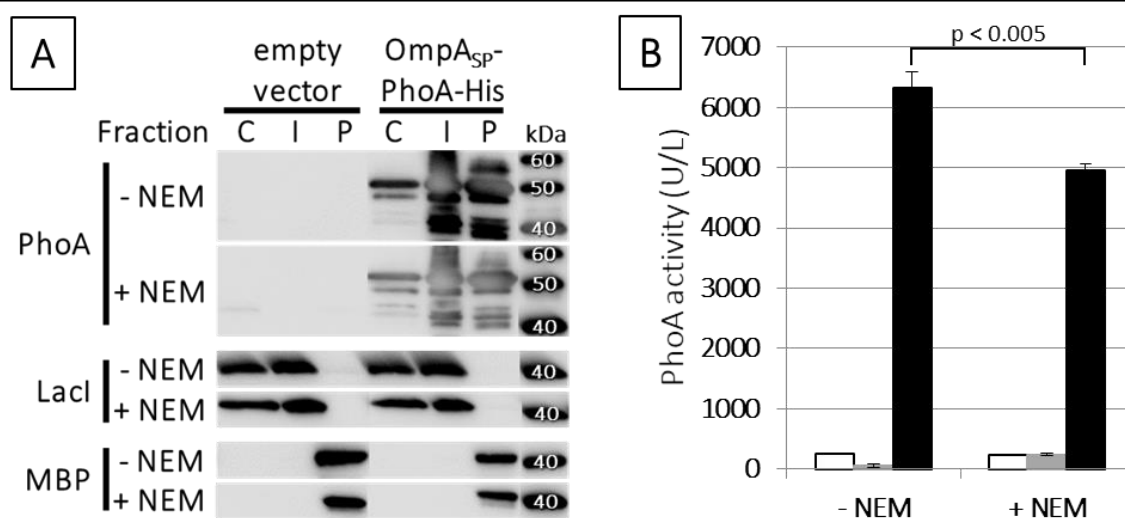 A
empty
vector
OmpASP-
PhoA-His
Fraction C I P C I P kDa
PhoA
- NEM
60
50
40
+ NEM
60
50
40
LacI
- NEM
40
+ NEM
40
MBP
- NEM
40
+ NEM
40
B
p < 0.005
PhoA activity (U/L)
7000
6000
5000
4000
3000
2000
1000
0
- NEM
+ NEM